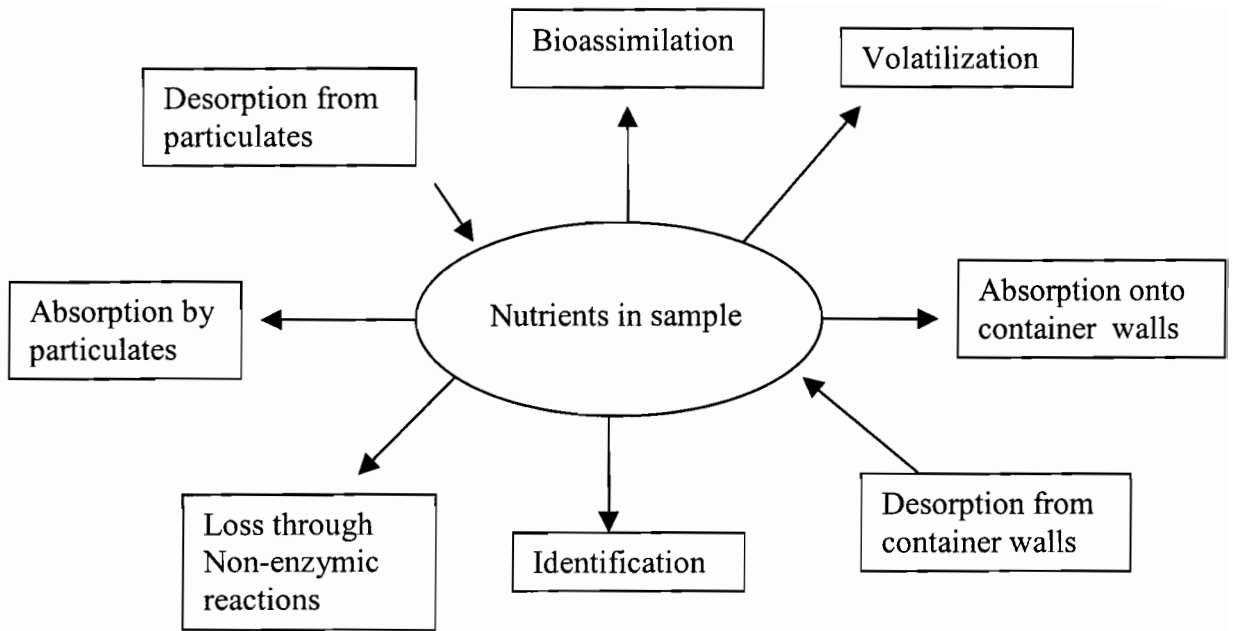 Bioassimilation
Volatilization
Desorption from
particulates
Absorption by
particulates
Nutrients in sample
Absorption onto
container walls
Loss through
Non-enzymic
reactions
Identification
Desorption from
container walls